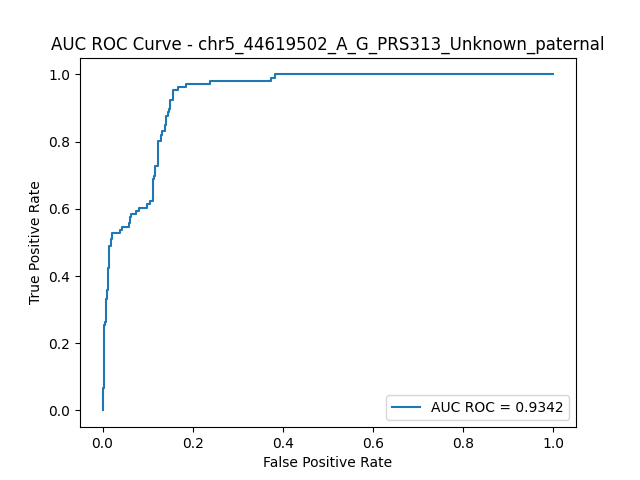 AUC ROC Curve - chr5_44619502_A_G_PRS313_Unknown_paternal
True Positive Rate
1.0
0.8
0.6
0.4
0.2
0.0
AUC ROC = 0.9342
0.0 0.2 0.4 0.6 0.8 1.0
False Positive Rate